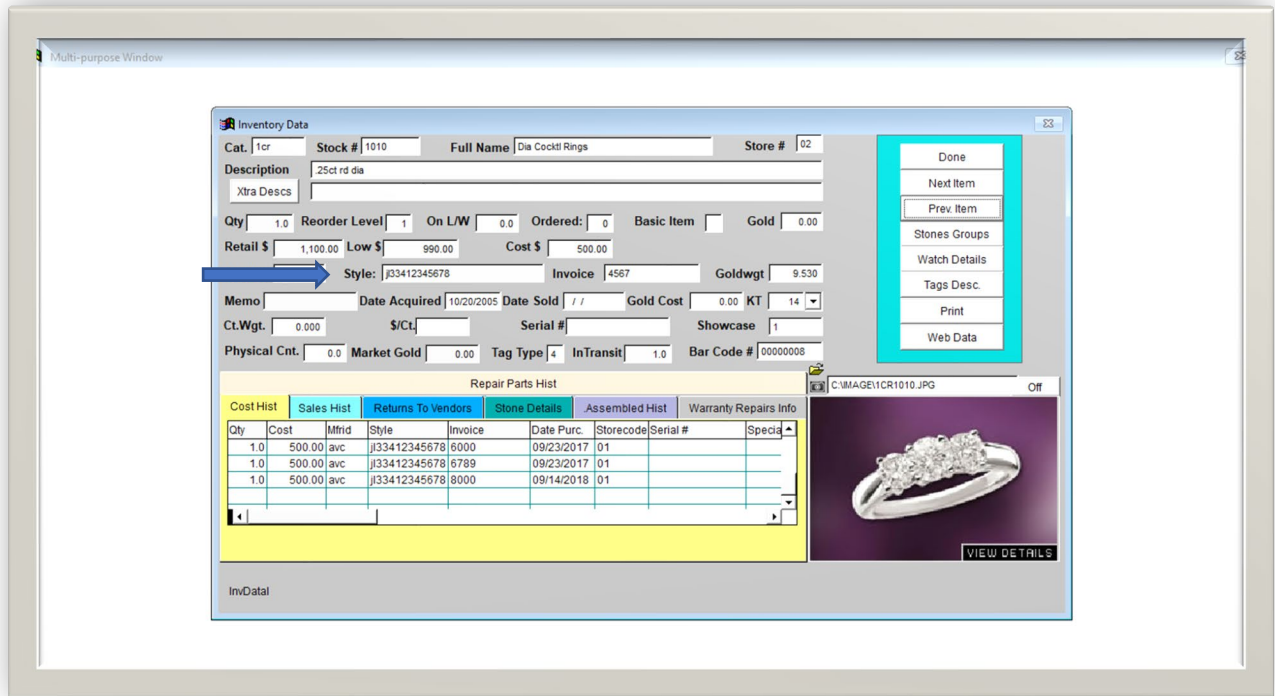 Multi-purpose Window
Inventory Data
Cat. 1cr Stock # 1010 Full Name Dia Cocktl Rings Store # 02
Description .25ct rd dia
Xtra Descs
Qty 1.0 Reorder Level 1 On L/W 0.0 Ordered: 0 Basic Item Gold 0.00
Retail $ 1,100.00 Low $ 990.00 Cost $ 500.00
Style: jl33412345678 Invoice 4567 Goldwgt 9.530
Memo Date Acquired 10/20/2005 Date Sold / / Gold Cost 0.00 KT 14
Ct.Wgt. 0.000 $/Ct. Serial # Showcase 1
Physical Cnt. 0.0 Market Gold 0.00 Tag Type 4 InTransit 1.0 Bar Code # 00000008
Done
Next Item
Prev. Item
Stones Groups
Watch Details
Tags Desc.
Print
Web Data
Repair Parts Hist
Cost Hist Sales Hist Returns To Vendors Stone Details .Assembled Hist Warranty Repairs Info
Qty Cost Mfrid Style Invoice Date Purc. Storecode Serial # Specia
1.0 500.00 avc jl33412345678 6000 09/23/2017 01
1.0 500.00 avc jl33412345678 6789 09/23/2017 01
1.0 500.00 avc jl33412345678 8000 09/14/2018 01
C:\IMAGE\1CR1010.JPG Off
VIEW DETAILS
InvDataI